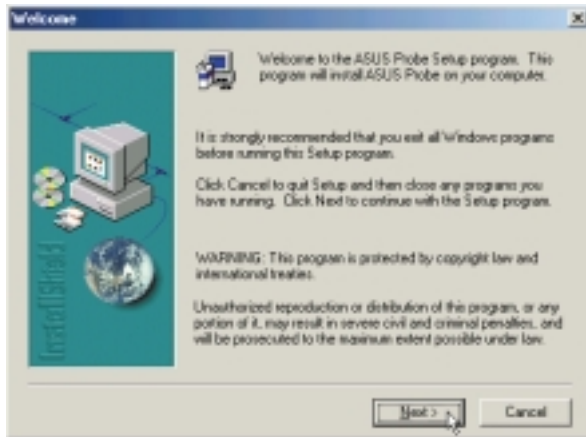 Welcome
Welcome to the ASUS Probe Setup program. This
program will install ASUS Probe on your computer.
It is strongly recommended that you exit all Windows programs
before running this Setup program.
Click Cancel to quit Setup and then close any programs you
have running. Click Next to continue with the Setup program.
WARNING: This program is protected by copyright law and
international treaties.
Unauthorized reproduction or distribution of this program, or any
portion of it, may result in severe civil and criminal penalties, and
will be prosecuted to the maximum extent possible under law.
InstallShield
Next >
Cancel